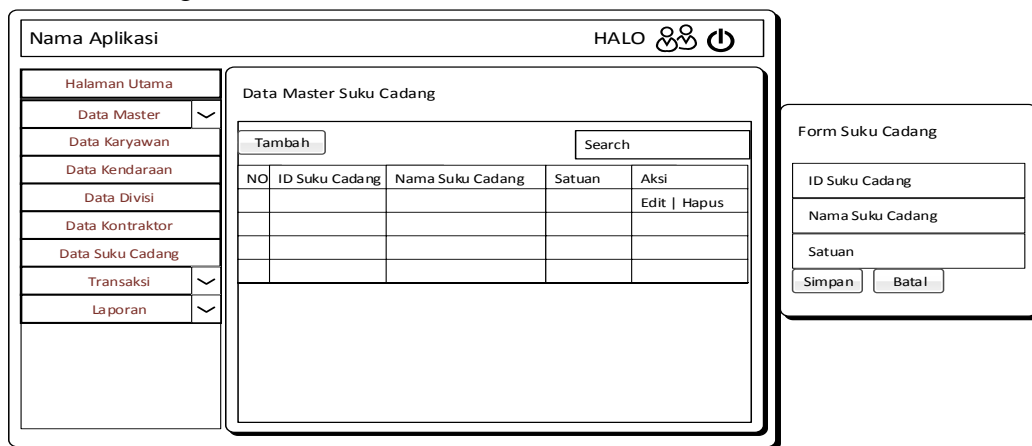 Nama Aplikasi
HALO
Halaman Utama
Data Master
Data Karyawan
Data Kendaraan
Data Divisi
Data Kontraktor
Data Suku Cadang
Transaksi
Laporan
Data Master Suku Cadang
Tambah
Search
NO ID Suku Cadang Nama Suku Cadang Satuan Aksi
Edit | Hapus
Form Suku Cadang
ID Suku Cadang
Nama Suku Cadang
Satuan
Simpan Batal